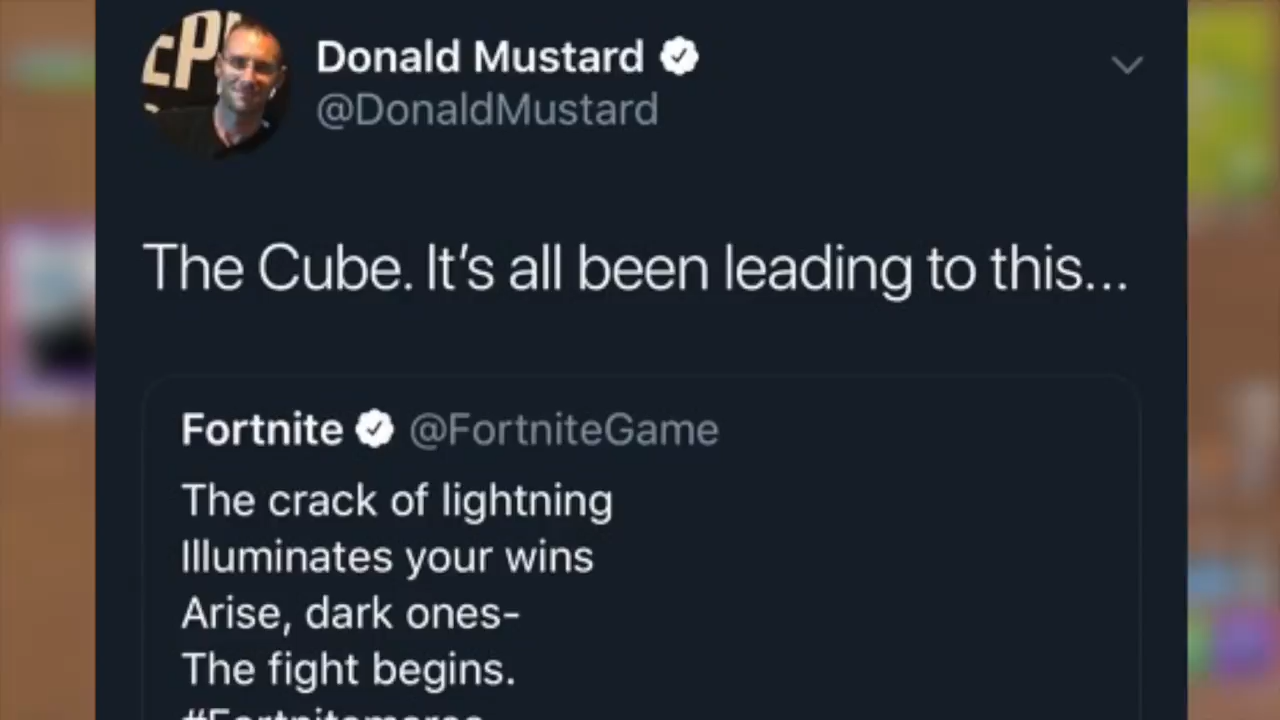 Donald Mustard
@DonaldMustard
The Cube. It's all been leading to this...
Fortnite @FortniteGame
The crack of lightning
Illuminates your wins
Arise, dark ones-
The fight begins.
#Fortnitemares